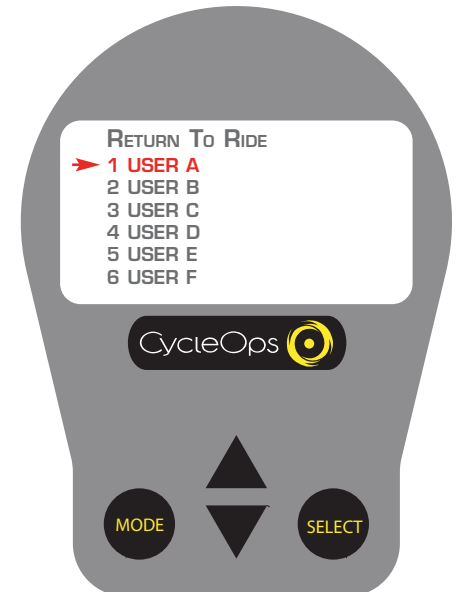 Return To Ride
1 USER A
2 USER B
3 USER C
4 USER D
5 USER E
6 USER F
CycleOps
MODE
SELECT